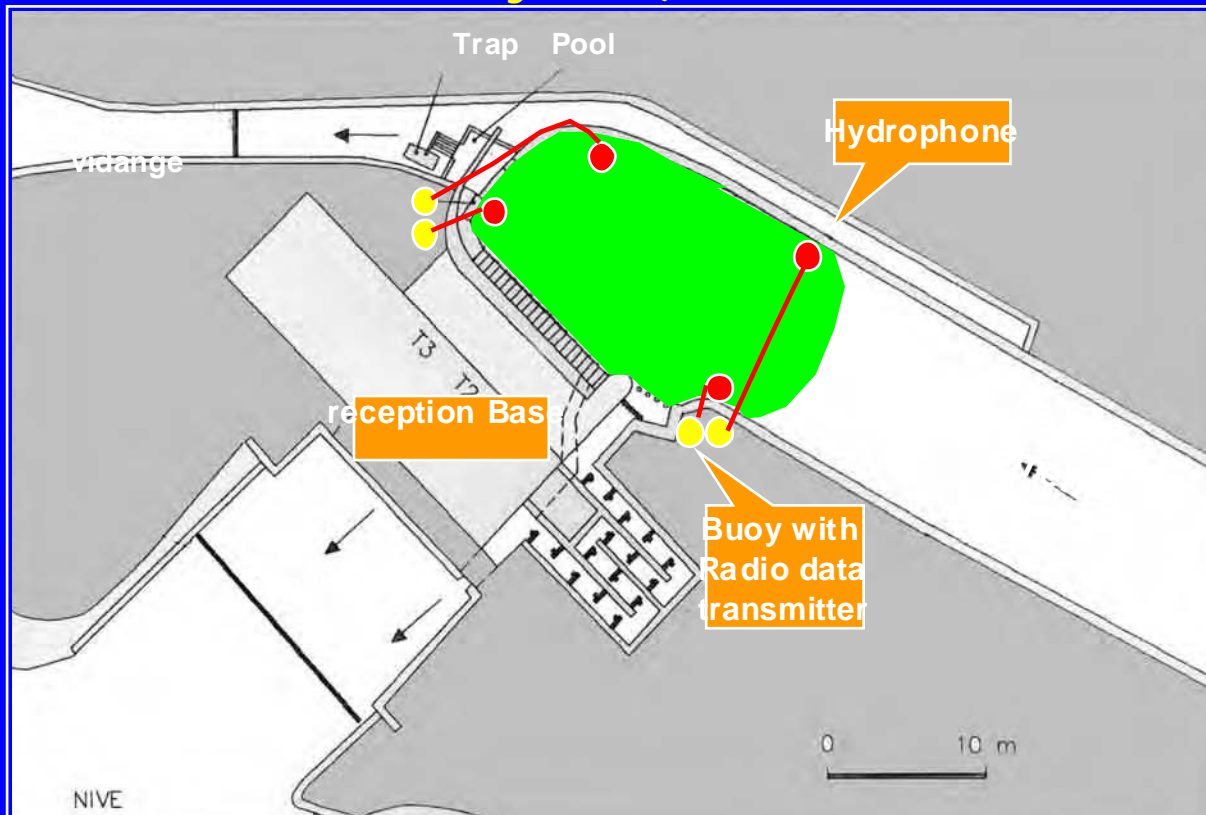 Trap Pool
Hydrophone
vidange
T3
T2
reception Base
Buoy with
Radio data
transmitter
0 10 m
NIVE